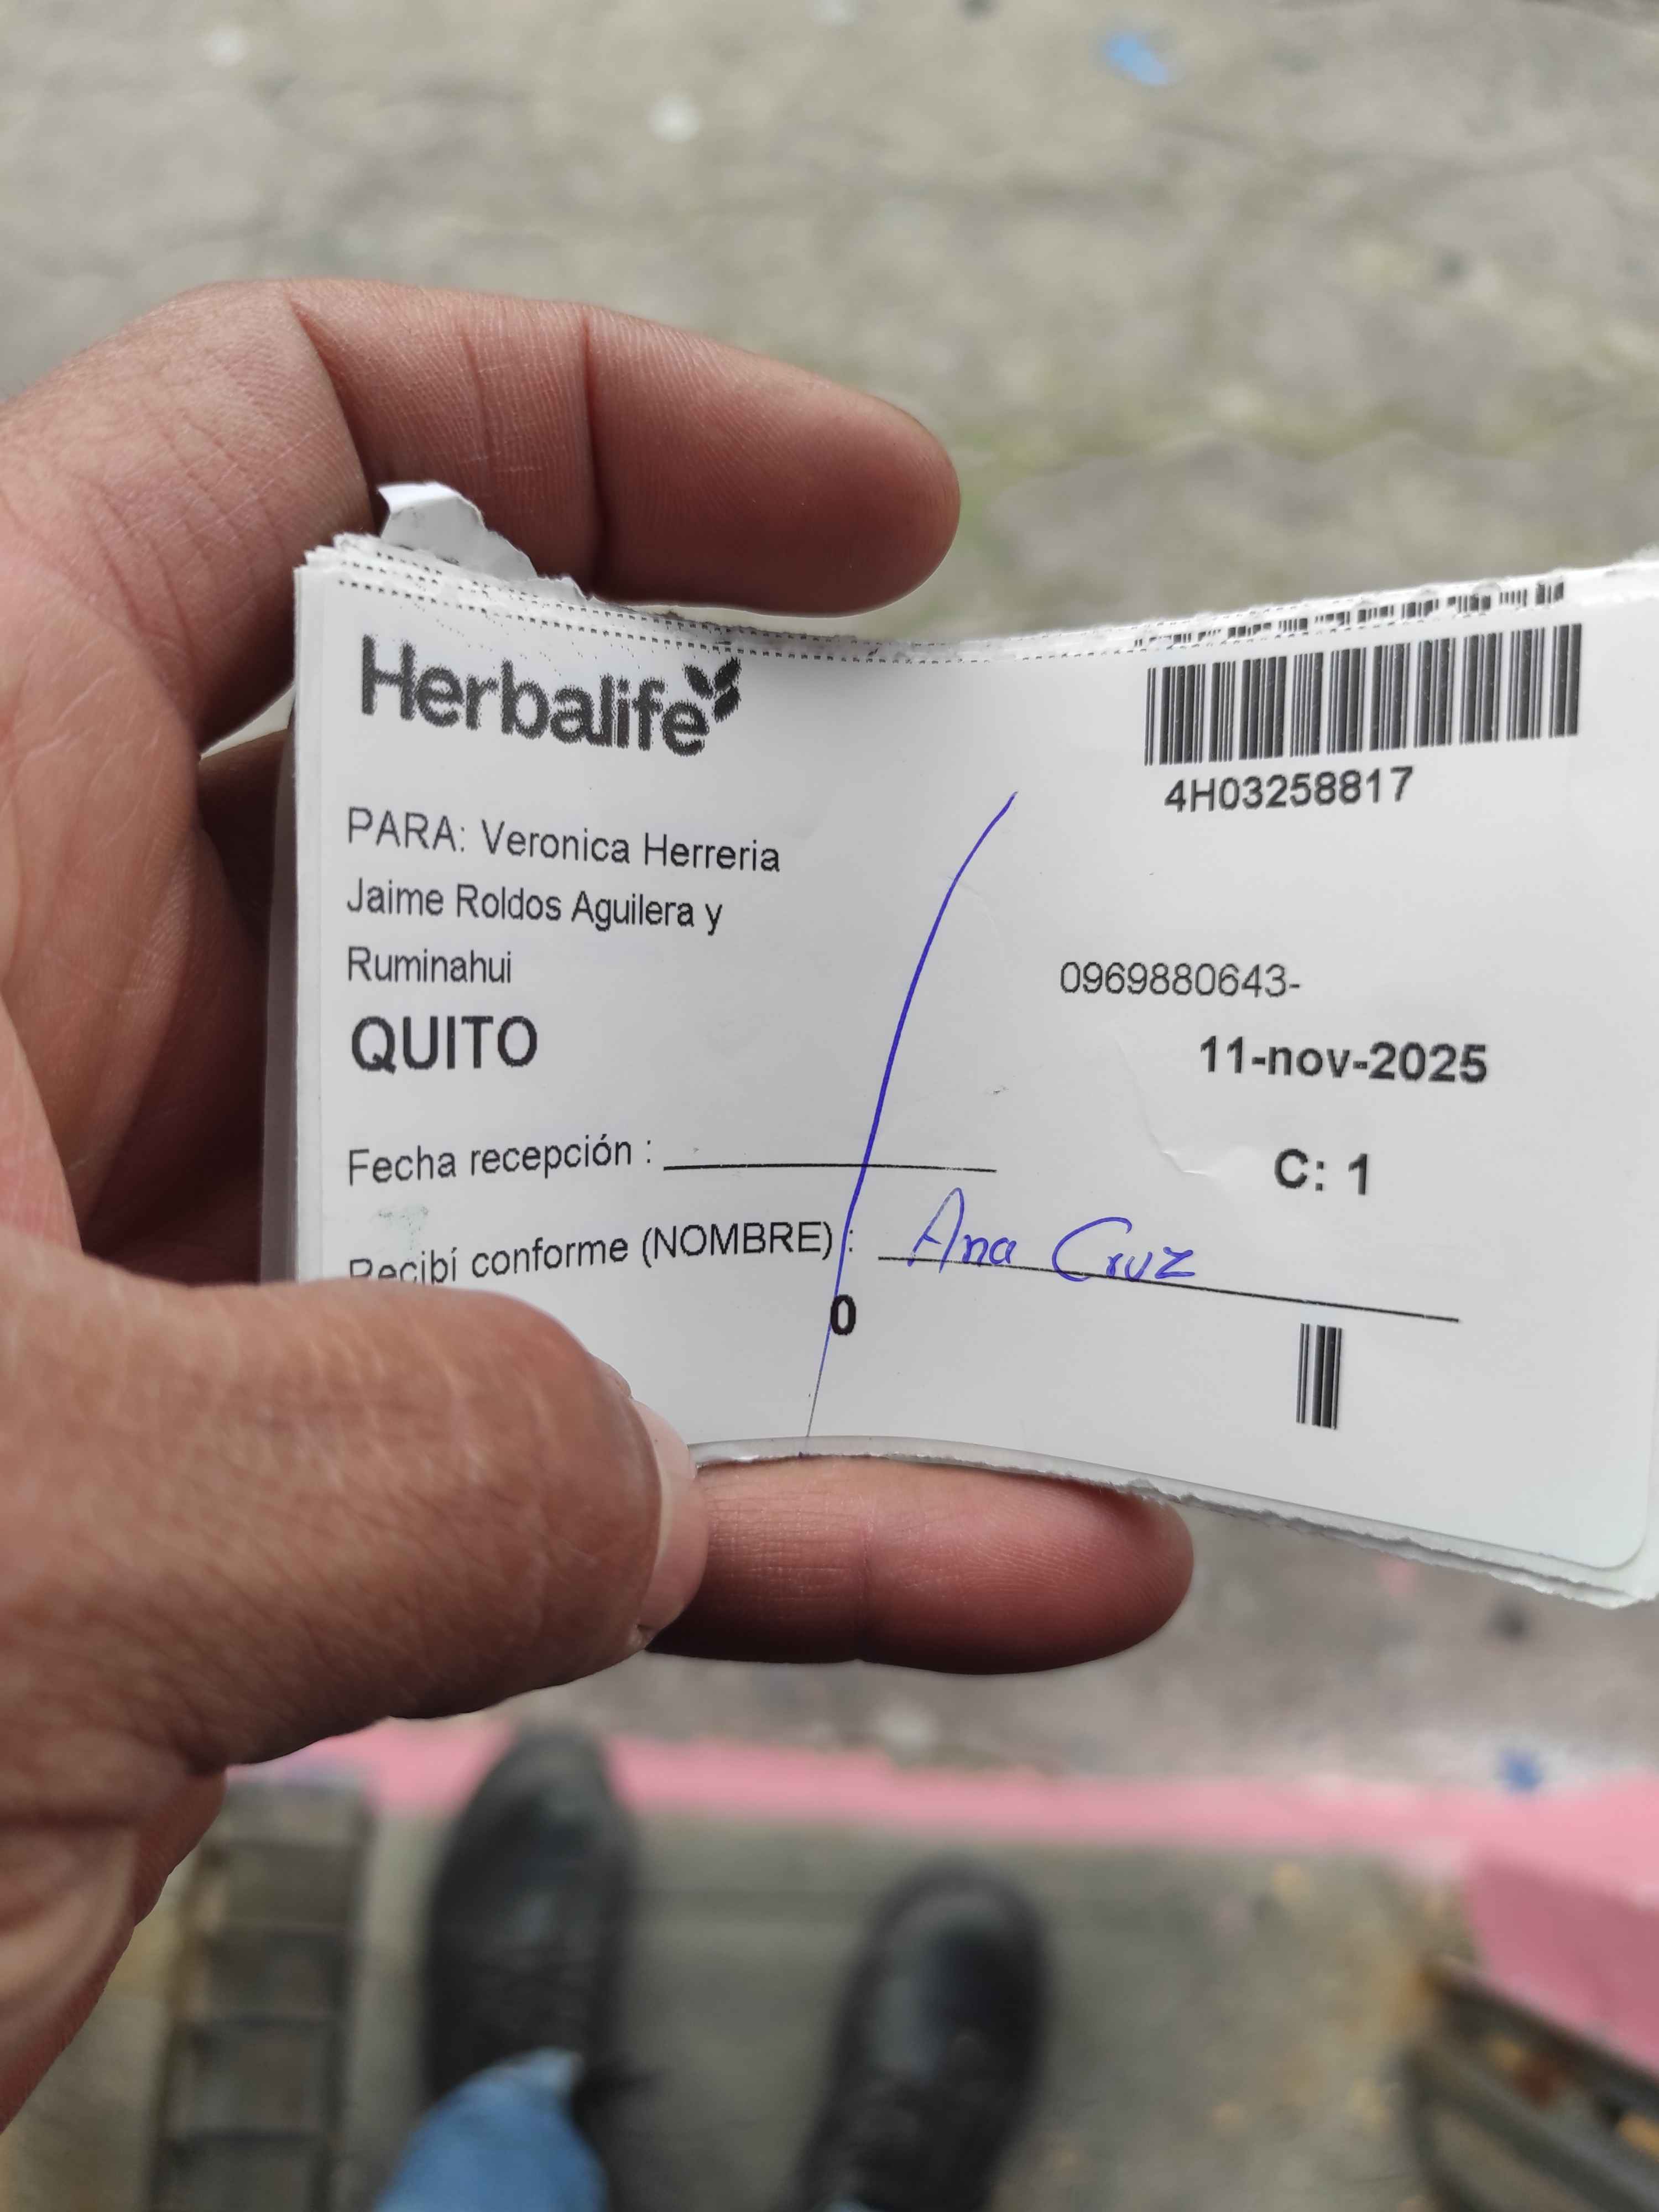 Herbalife
4H03258817
PARA: Veronica Herreria
Jaime Roldos Aguilera y
Ruminahui
0969880643-
QUITO
11-nov-2025
Fecha recepción :
C: 1
Recibí conforme (NOMBRE) : Ana Cruz
0